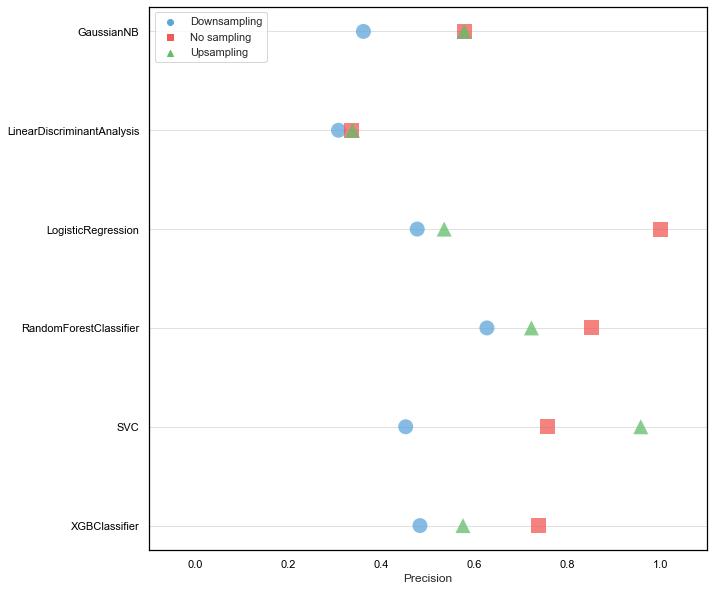 GaussianNB
Downsampling
No sampling
Upsampling
LinearDiscriminantAnalysis
LogisticRegression
RandomForestClassifier
SVC
XGBClassifier
0.0 0.2 0.4 0.6 0.8 1.0
Precision